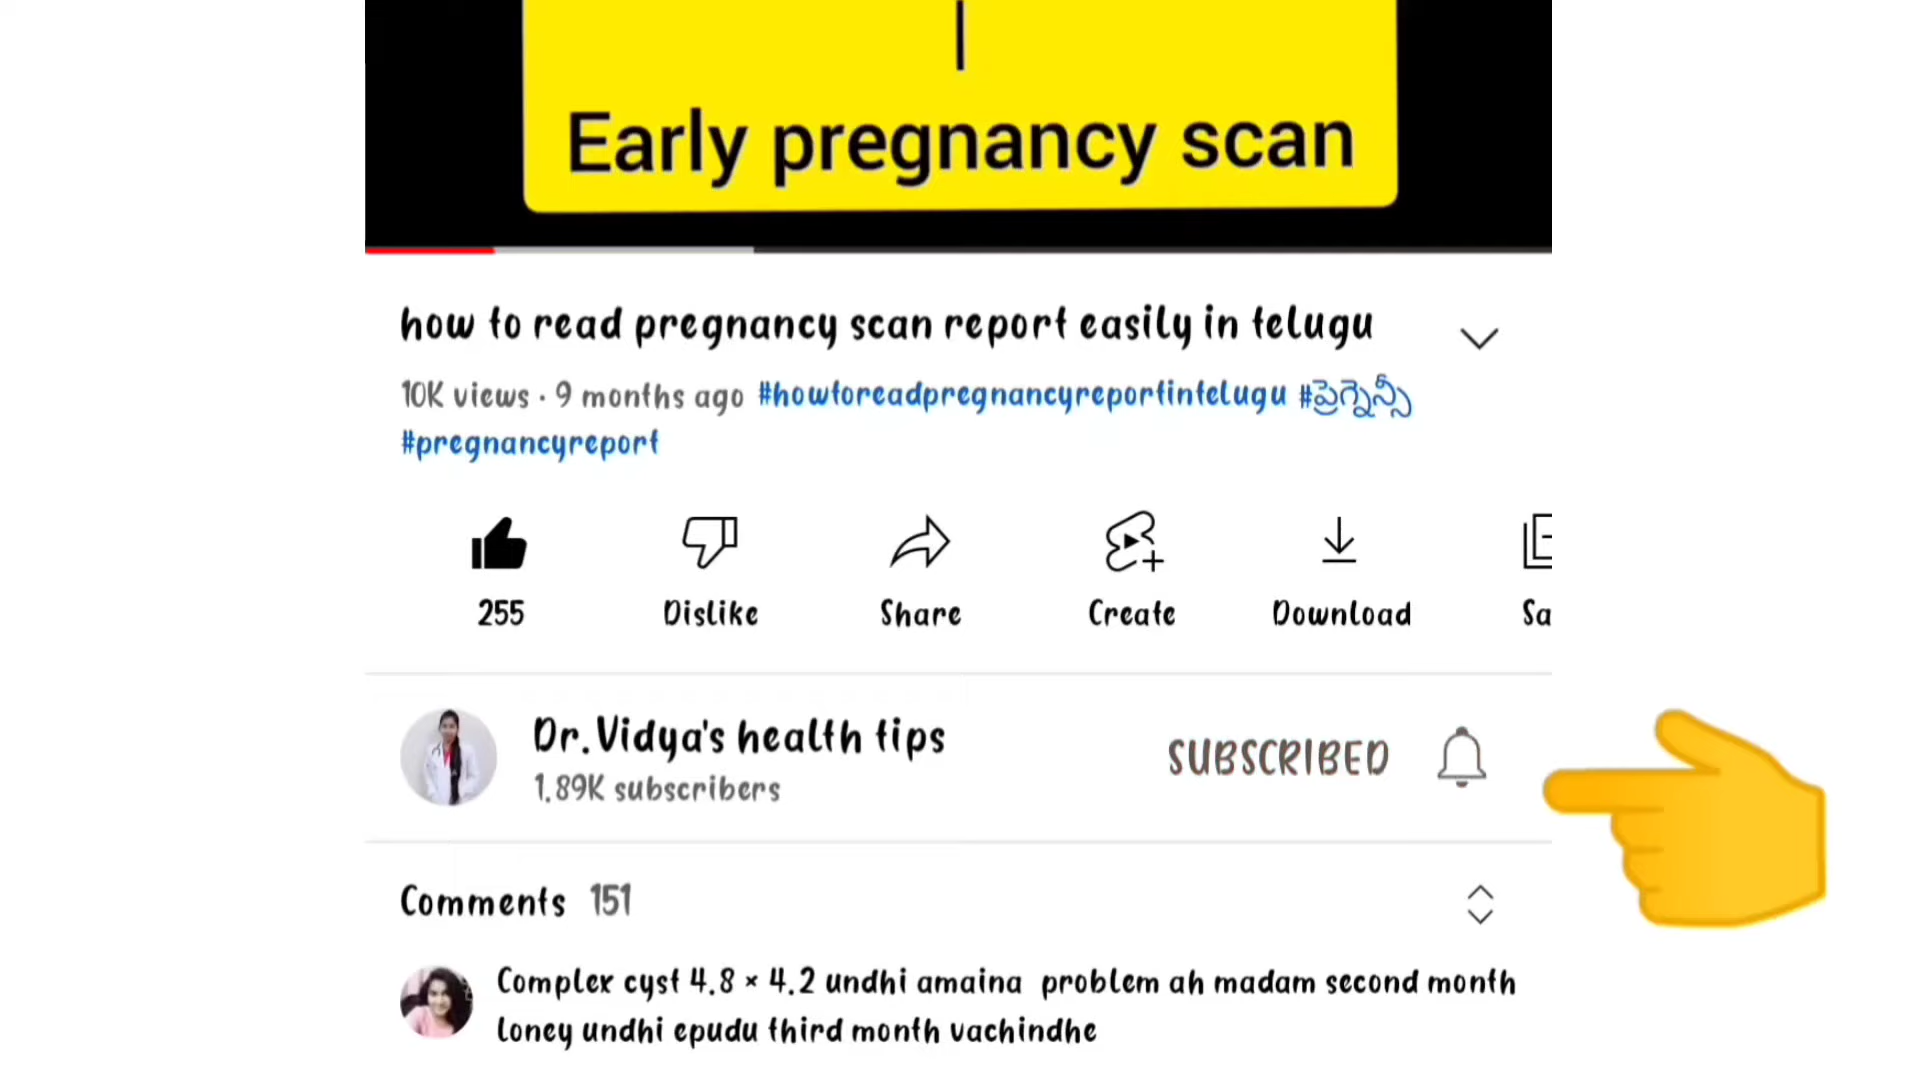 Early pregnancy scan
how to read pregnancy scan report easily in telugu
10K views · 9 months ago #howtoreadpregnancyreportintelugu #ప్రెగ్నెన్సీ
#pregnancyreport
255
Dislike
Share
Create
Download
Sa
Dr.Vidya's health tips
1.89K subscribers
SUBSCRIBED
Comments 151
Complex cyst 4.8 × 4.2 undhi amaina problem ah madam second month
loney undhi epudu third month vachindhe